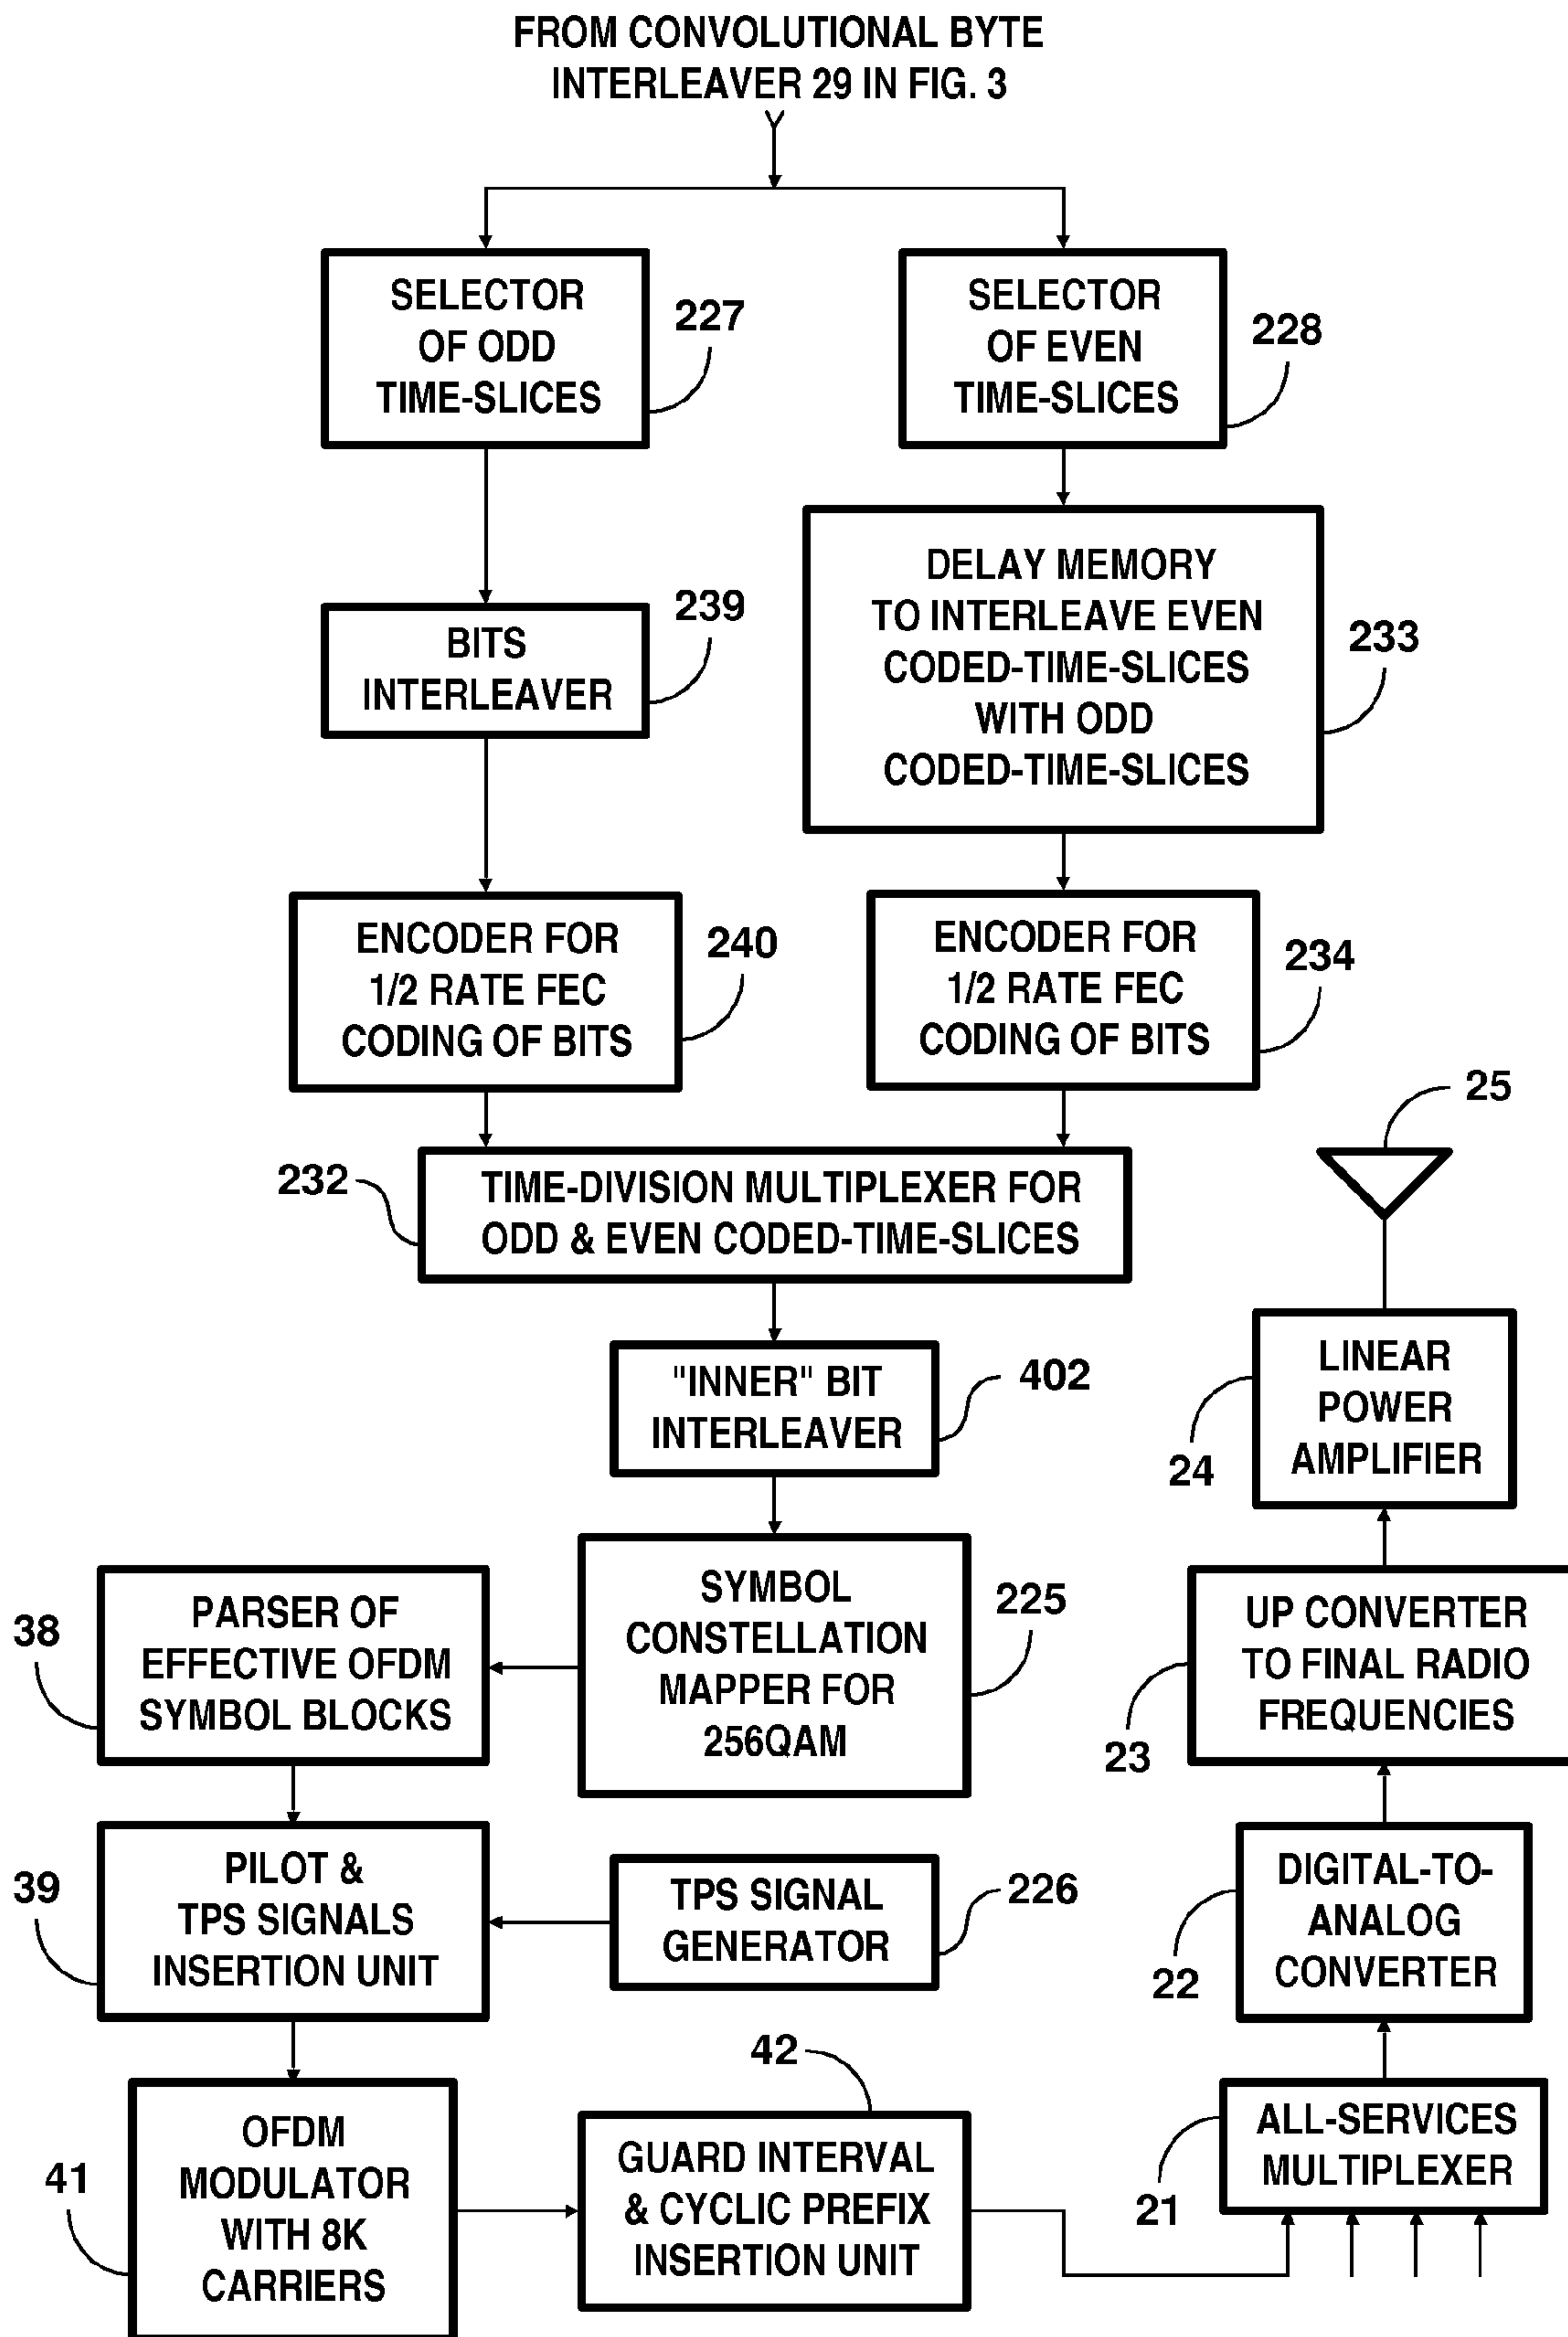 FROM CONVOLUTIONAL BYTE
INTERLEAVER 29 IN FIG. 3
SELECTOR
OF ODD
TIME-SLICES
227
SELECTOR
OF EVEN
TIME-SLICES
228
BITS
INTERLEAVER
239
DELAY MEMORY
TO INTERLEAVE EVEN
CODED-TIME-SLICES
WITH ODD
CODED-TIME-SLICES
233
ENCODER FOR
1/2 RATE FEC
CODING OF BITS
240
ENCODER FOR
1/2 RATE FEC
CODING OF BITS
234
232
TIME-DIVISION MULTIPLEXER FOR
ODD & EVEN CODED-TIME-SLICES
"INNER" BIT
INTERLEAVER
402
SYMBOL
CONSTELLATION
MAPPER FOR
256QAM
225
38
PARSER OF
EFFECTIVE OFDM
SYMBOL BLOCKS
39
PILOT &
TPS SIGNALS
INSERTION UNIT
TPS SIGNAL
GENERATOR
226
41
OFDM
MODULATOR
WITH 8K
CARRIERS
42
GUARD INTERVAL
& CYCLIC PREFIX
INSERTION UNIT
25
LINEAR
POWER
AMPLIFIER
24
UP CONVERTER
TO FINAL RADIO
FREQUENCIES
23
DIGITAL-TO-
ANALOG
CONVERTER
22
ALL-SERVICES
MULTIPLEXER
21